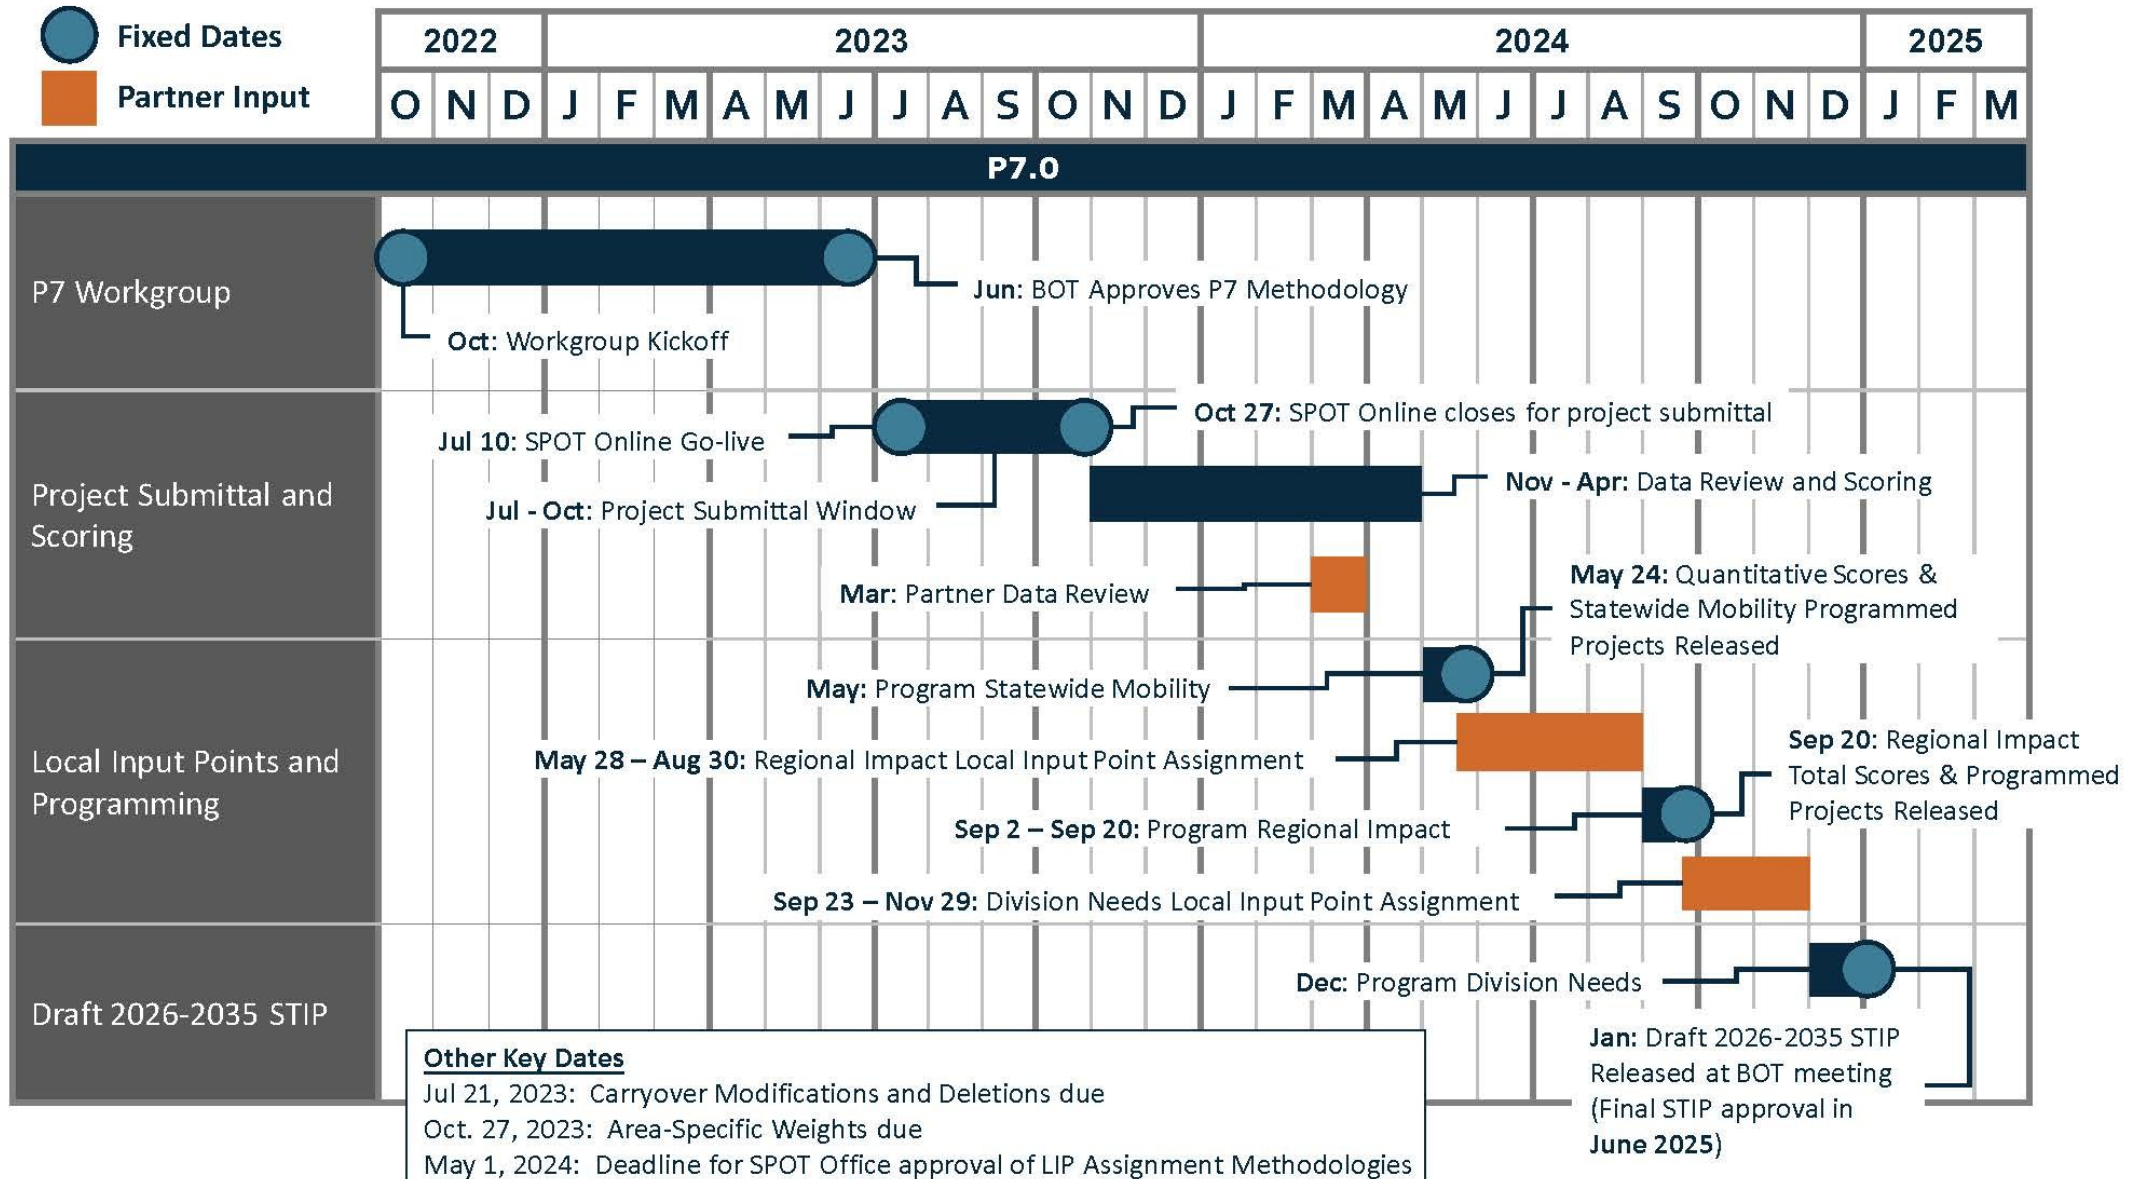 Fixed Dates
Partner Input
2022 2023 2024 2025
O N D J F M A M J J A S O N D J F M A M J J A S O N D J F M
P7.0
P7 Workgroup
Jun: BOT Approves P7 Methodology
Oct: Workgroup Kickoff
Project Submittal and
Scoring
Oct 27: SPOT Online closes for project submittal
Jul 10: SPOT Online Go-live
Nov - Apr: Data Review and Scoring
Jul - Oct: Project Submittal Window
Mar: Partner Data Review
May 24: Quantitative Scores &
Statewide Mobility Programmed
Projects Released
Local Input Points and
Programming
May: Program Statewide Mobility
May 28 – Aug 30: Regional Impact Local Input Point Assignment
Sep 20: Regional Impact
Total Scores & Programmed
Projects Released
Sep 2 – Sep 20: Program Regional Impact
Sep 23 – Nov 29: Division Needs Local Input Point Assignment
Draft 2026-2035 STIP
Dec: Program Division Needs
Jan: Draft 2026-2035 STIP
Released at BOT meeting
(Final STIP approval in
June 2025)
Other Key Dates
Jul 21, 2023: Carryover Modifications and Deletions due
Oct. 27, 2023: Area-Specific Weights due
May 1, 2024: Deadline for SPOT Office approval of LIP Assignment Methodologies